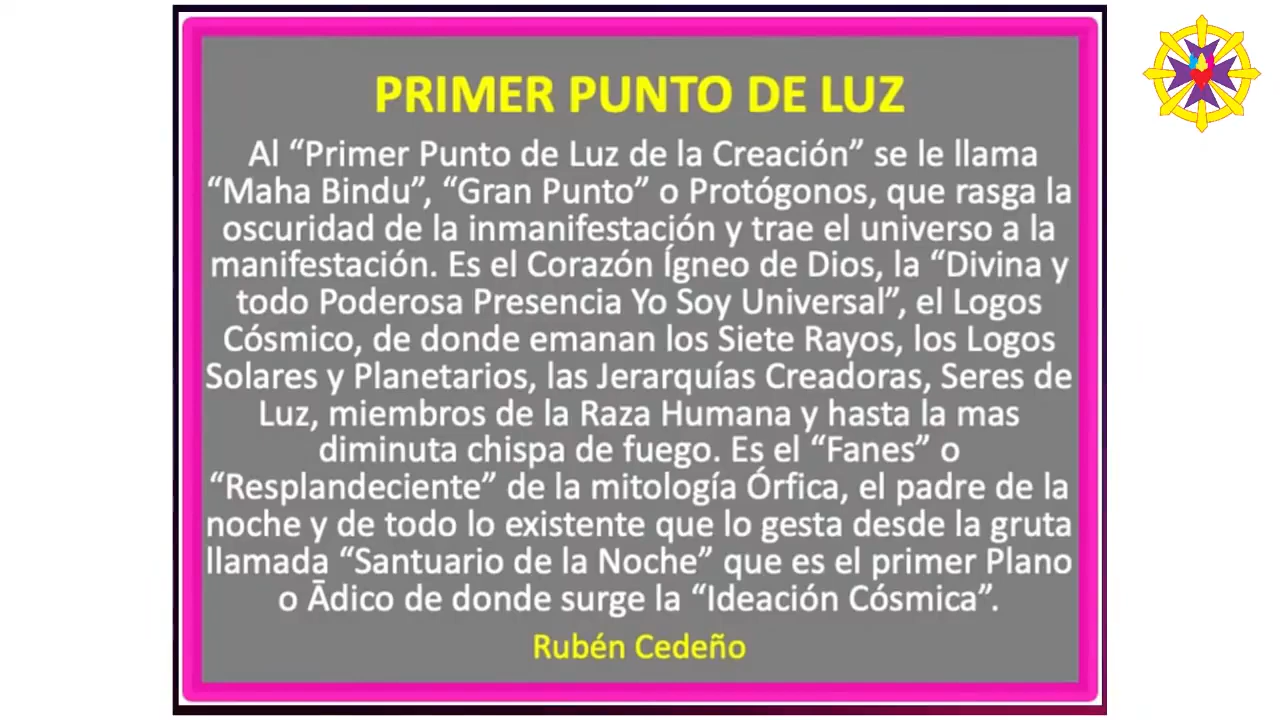 PRIMER PUNTO DE LUZ
Al “Primer Punto de Luz de la Creación” se le llama
“Maha Bindu”, “Gran Punto” o Protógonos, que rasga la
oscuridad de la inmanifestación y trae el universo a la
manifestación. Es el Corazón Ígneo de Dios, la “Divina y
todo Poderosa Presencia Yo Soy Universal”, el Logos
Cósmico, de donde emanan los Siete Rayos, los Logos
Solares y Planetarios, las Jerarquías Creadoras, Seres de
Luz, miembros de la Raza Humana y hasta la mas
diminuta chispa de fuego. Es el “Fanes” o
“Resplandeciente” de la mitología Órfica, el padre de la
noche y de todo lo existente que lo gesta desde la gruta
llamada “Santuario de la Noche” que es el primer Plano
o Ādico de donde surge la “Ideación Cósmica”.
Rubén Cedeño